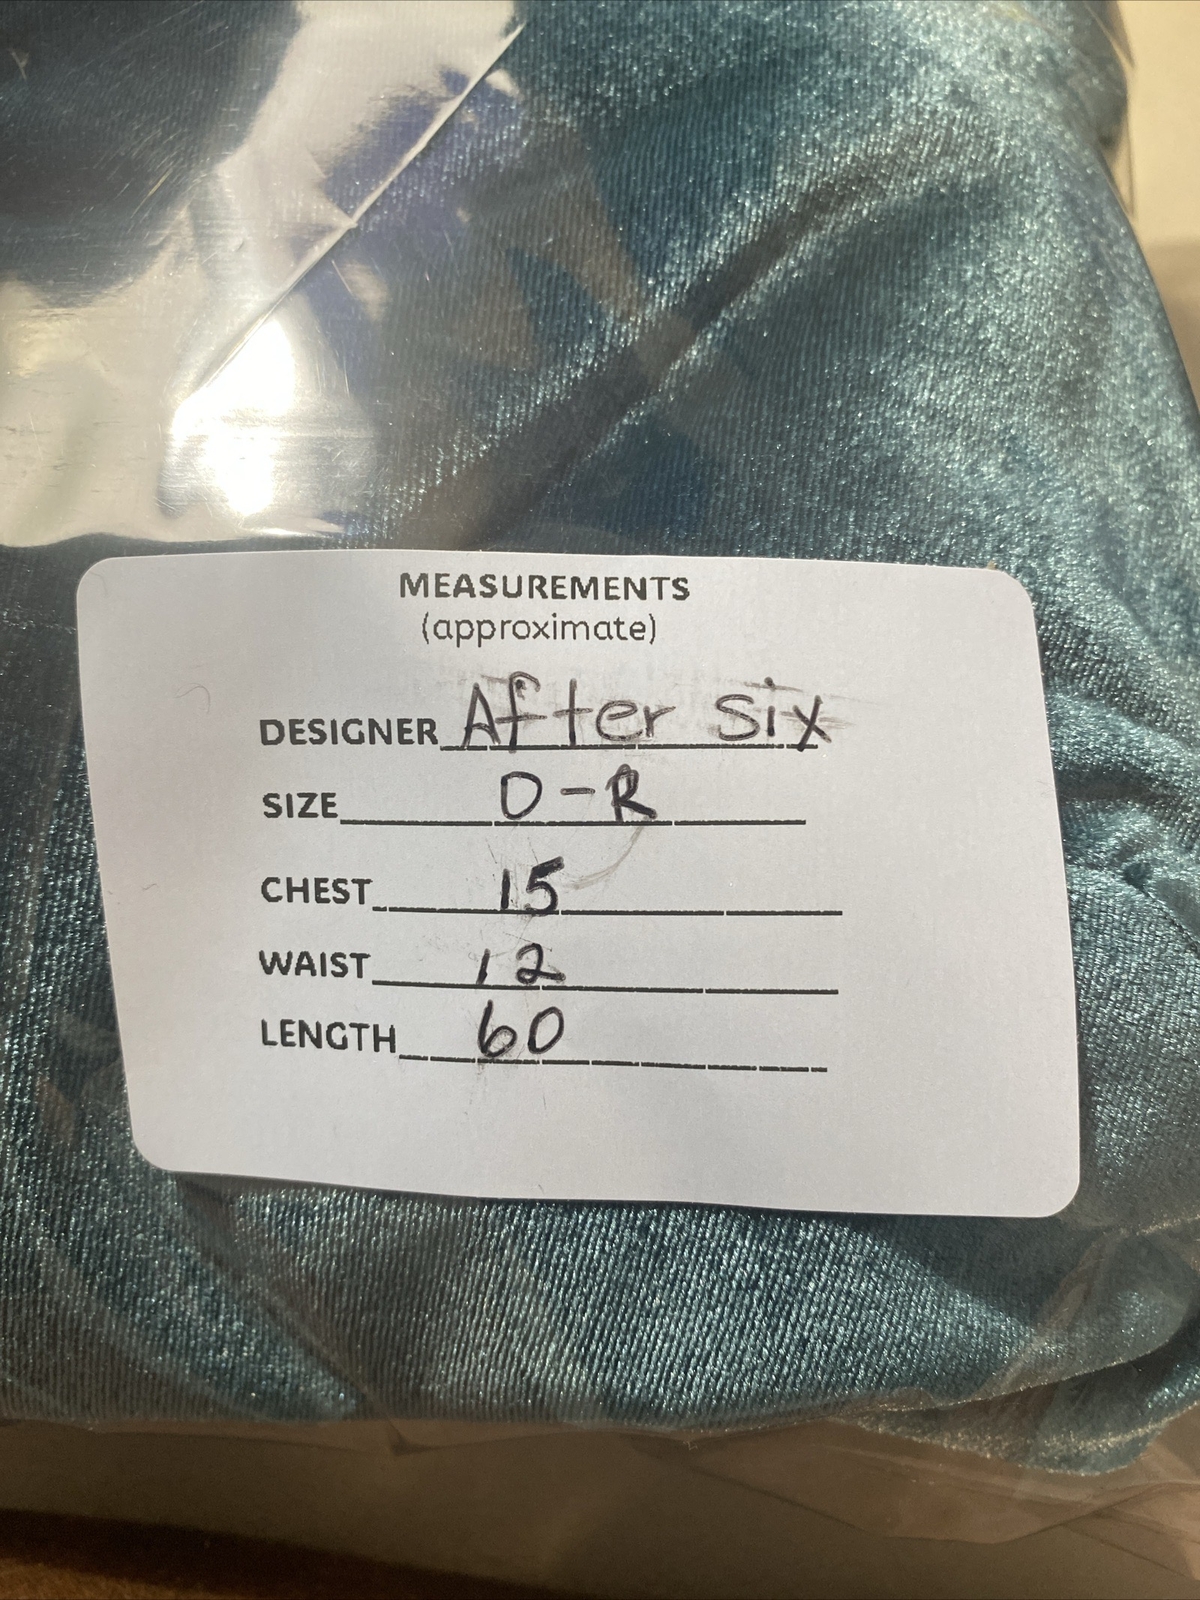 MEASUREMENTS
(approximate)
DESIGNER After Six
SIZE 0-R
CHEST 15
WAIST 12
LENGTH 60